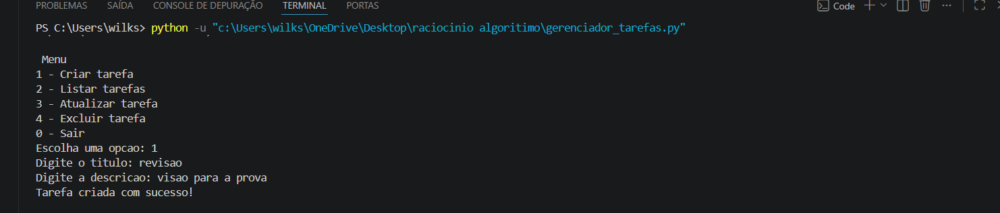 PROBLEMAS SAÍDA CONSOLE DE DEPURAÇÃO TERMINAL PORTAS Code
PS C:\Users\wilks> python -u "c:\Users\wilks\OneDrive\Desktop\raciocinio algoritimo\gerenciador_tarefas.py"
Menu
1 - Criar tarefa
2 - Listar tarefas
3 - Atualizar tarefa
4 - Excluir tarefa
0 - Sair
Escolha uma opcao: 1
Digite o titulo: revisao
Digite a descricao: visao para a prova
Tarefa criada com sucesso!